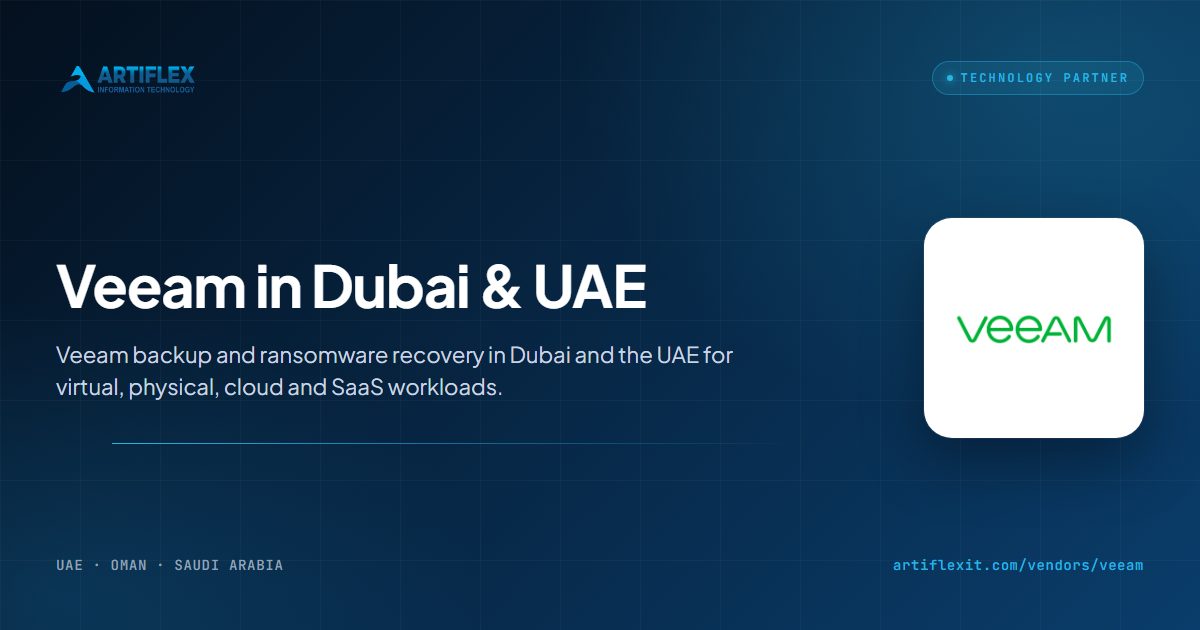 ARTIFLEX
INFORMATION TECHNOLOGY
TECHNOLOGY PARTNER
Veeam in Dubai & UAE
Veeam backup and ransomware recovery in Dubai and the UAE for
virtual, physical, cloud and SaaS workloads.
veeAM
UAE · OMAN · SAUDI ARABIA
artiflexit.com/vendors/veeam